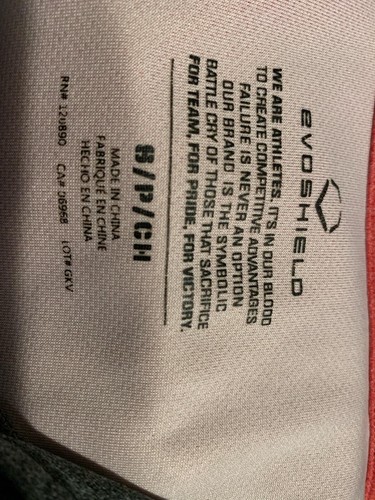 EVOSHIELD
WE ARE ATHLETES. IT'S IN OUR BLOOD
TO CREATE COMPETITIVE ADVANTAGES
FAILURE IS NEVER AN OPTION
OUR BRAND IS THE SYMBOLIC
BATTLE CRY OF THOSE THAT SACRIFICE
FOR TEAM, FOR PRIDE, FOR VICTORY.
S/P/CH
MADE IN CHINA
FABRIQUÉ EN CHINE
HECHO EN CHINA
RN# 120890 CA# 36968 LOT# GKV